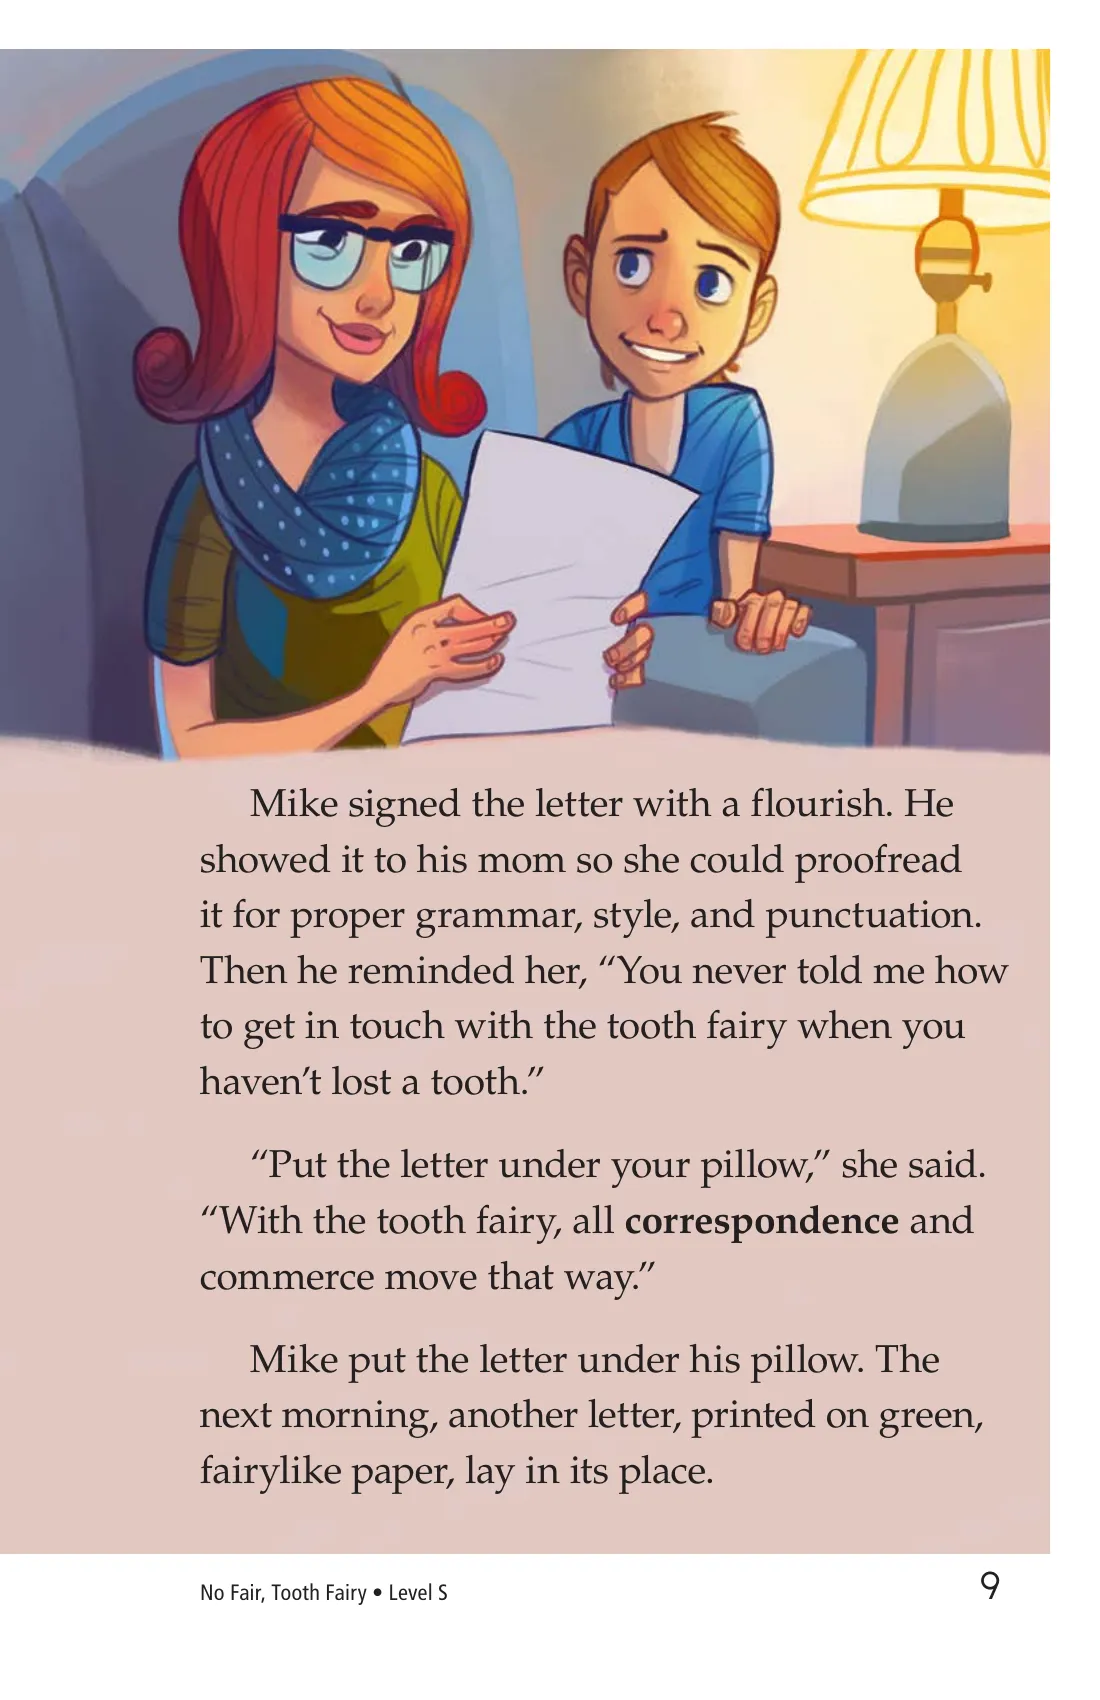 Mike signed the letter with a flourish. He
showed it to his mom so she could proofread
it for proper grammar, style, and punctuation.
Then he reminded her, “You never told me how
to get in touch with the tooth fairy when you
haven’t lost a tooth.”
“Put the letter under your pillow,” she said.
“With the tooth fairy, all correspondence and
commerce move that way.”
Mike put the letter under his pillow. The
next morning, another letter, printed on green,
fairylike paper, lay in its place.
No Fair, Tooth Fairy • Level S
9